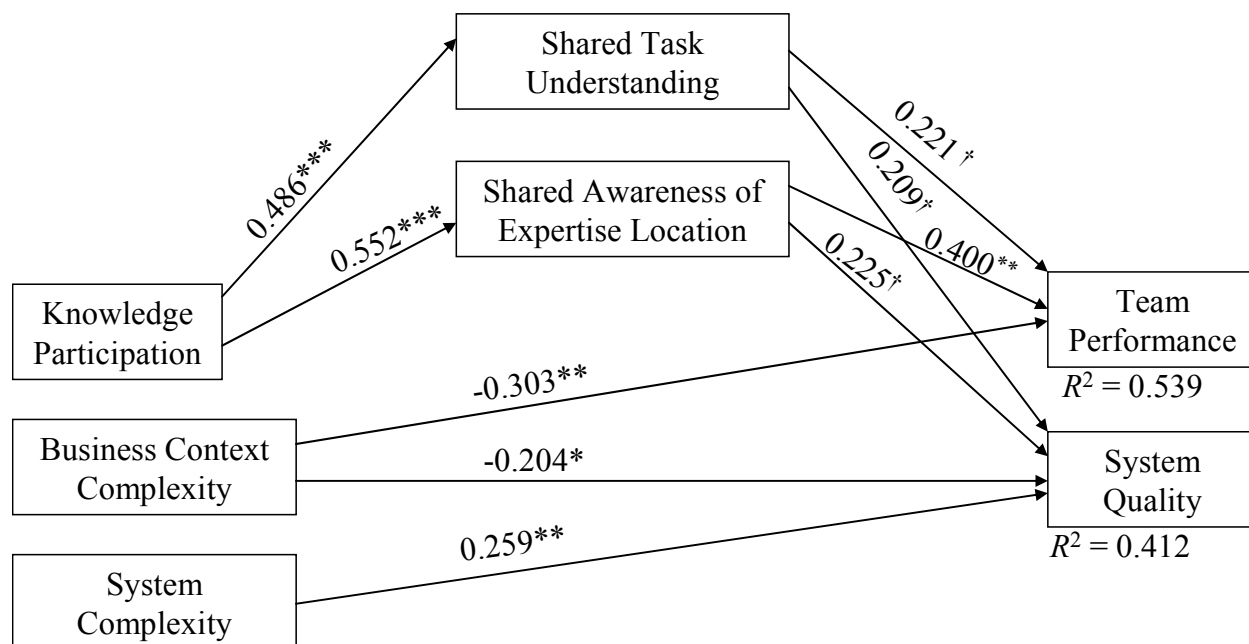 Shared Task
Understanding
0.221 †
0.209†
0.486***
Shared Awareness of
Expertise Location
0.552***
0.400**
0.225†
Knowledge
Participation
Team
Performance
R² = 0.539
-0.303**
Business Context
Complexity
-0.204*
System
Quality
R² = 0.412
0.259**
System
Complexity